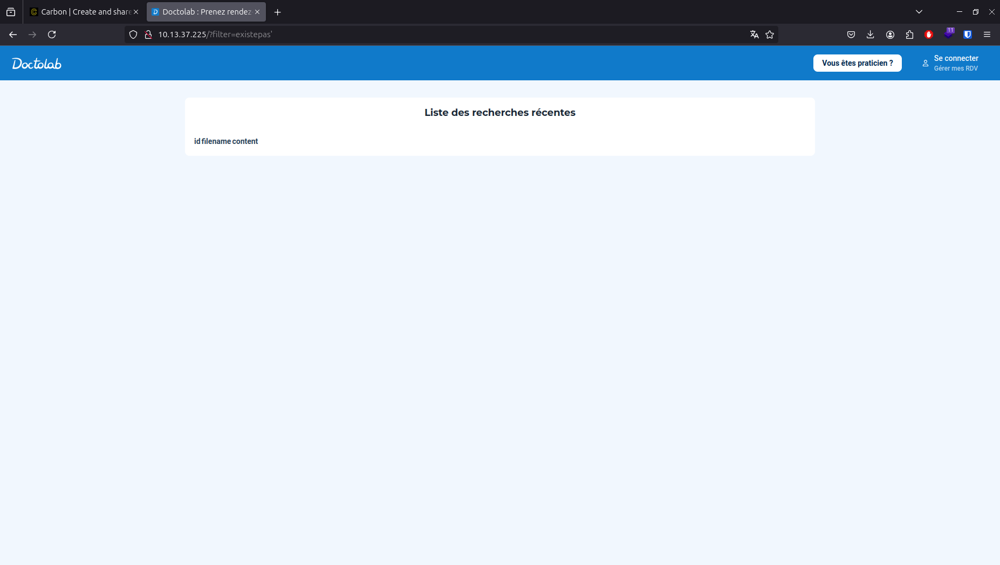 Carbon | Create and share
Doctolab : Prenez rendez-
10.13.37.225/?filter=existepas'
11
Doctolab
Vous êtes praticien ?
Se connecter
Gérer mes RDV
Liste des recherches récentes
id filename content